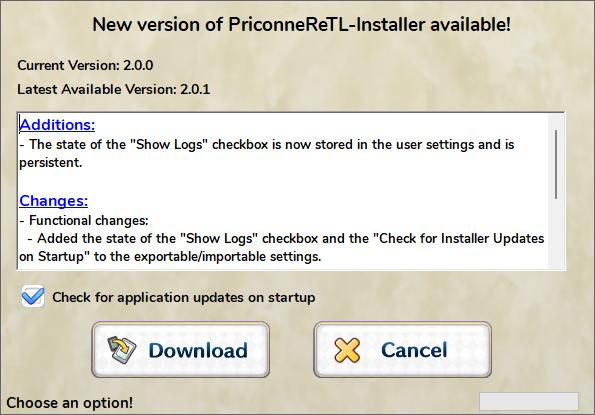 New version of PriconneReTL-Installer available!
Current Version: 2.0.0
Latest Available Version: 2.0.1
Additions:
- The state of the "Show Logs" checkbox is now stored in the user settings and is
persistent.
Changes:
- Functional changes:
- Added the state of the "Show Logs" checkbox and the "Check for Installer Updates
on Startup" to the exportable/importable settings.
Check for application updates on startup
Download
Cancel
Choose an option!